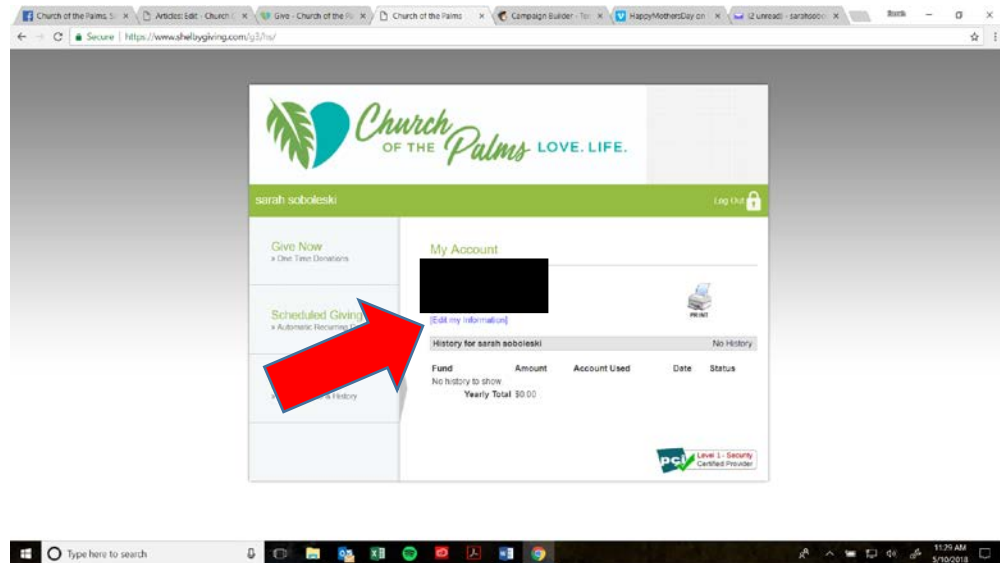 Church of the Palms, S
Articles: Edit - Church
Give - Church of the
Church of the Palms
Campaign Builder -
HappyMothersDay on
(2 unread) -
Secure | https://www.shelbygiving.com/g3/hs/
Church
OF THE Palms LOVE. LIFE.
sarah soboleski
Log Out
Give Now
» One Time Donations
Scheduled Giving
» Automatic Recurring
& History
My Account
[Edit my information]
PRINT
History for sarah soboleski No History
Fund Amount Account Used Date Status
No history to show
Yearly Total $0.00
pci Level 1 - Security
Certified Provider
Type here to search
11:29 AM
5/10/2018